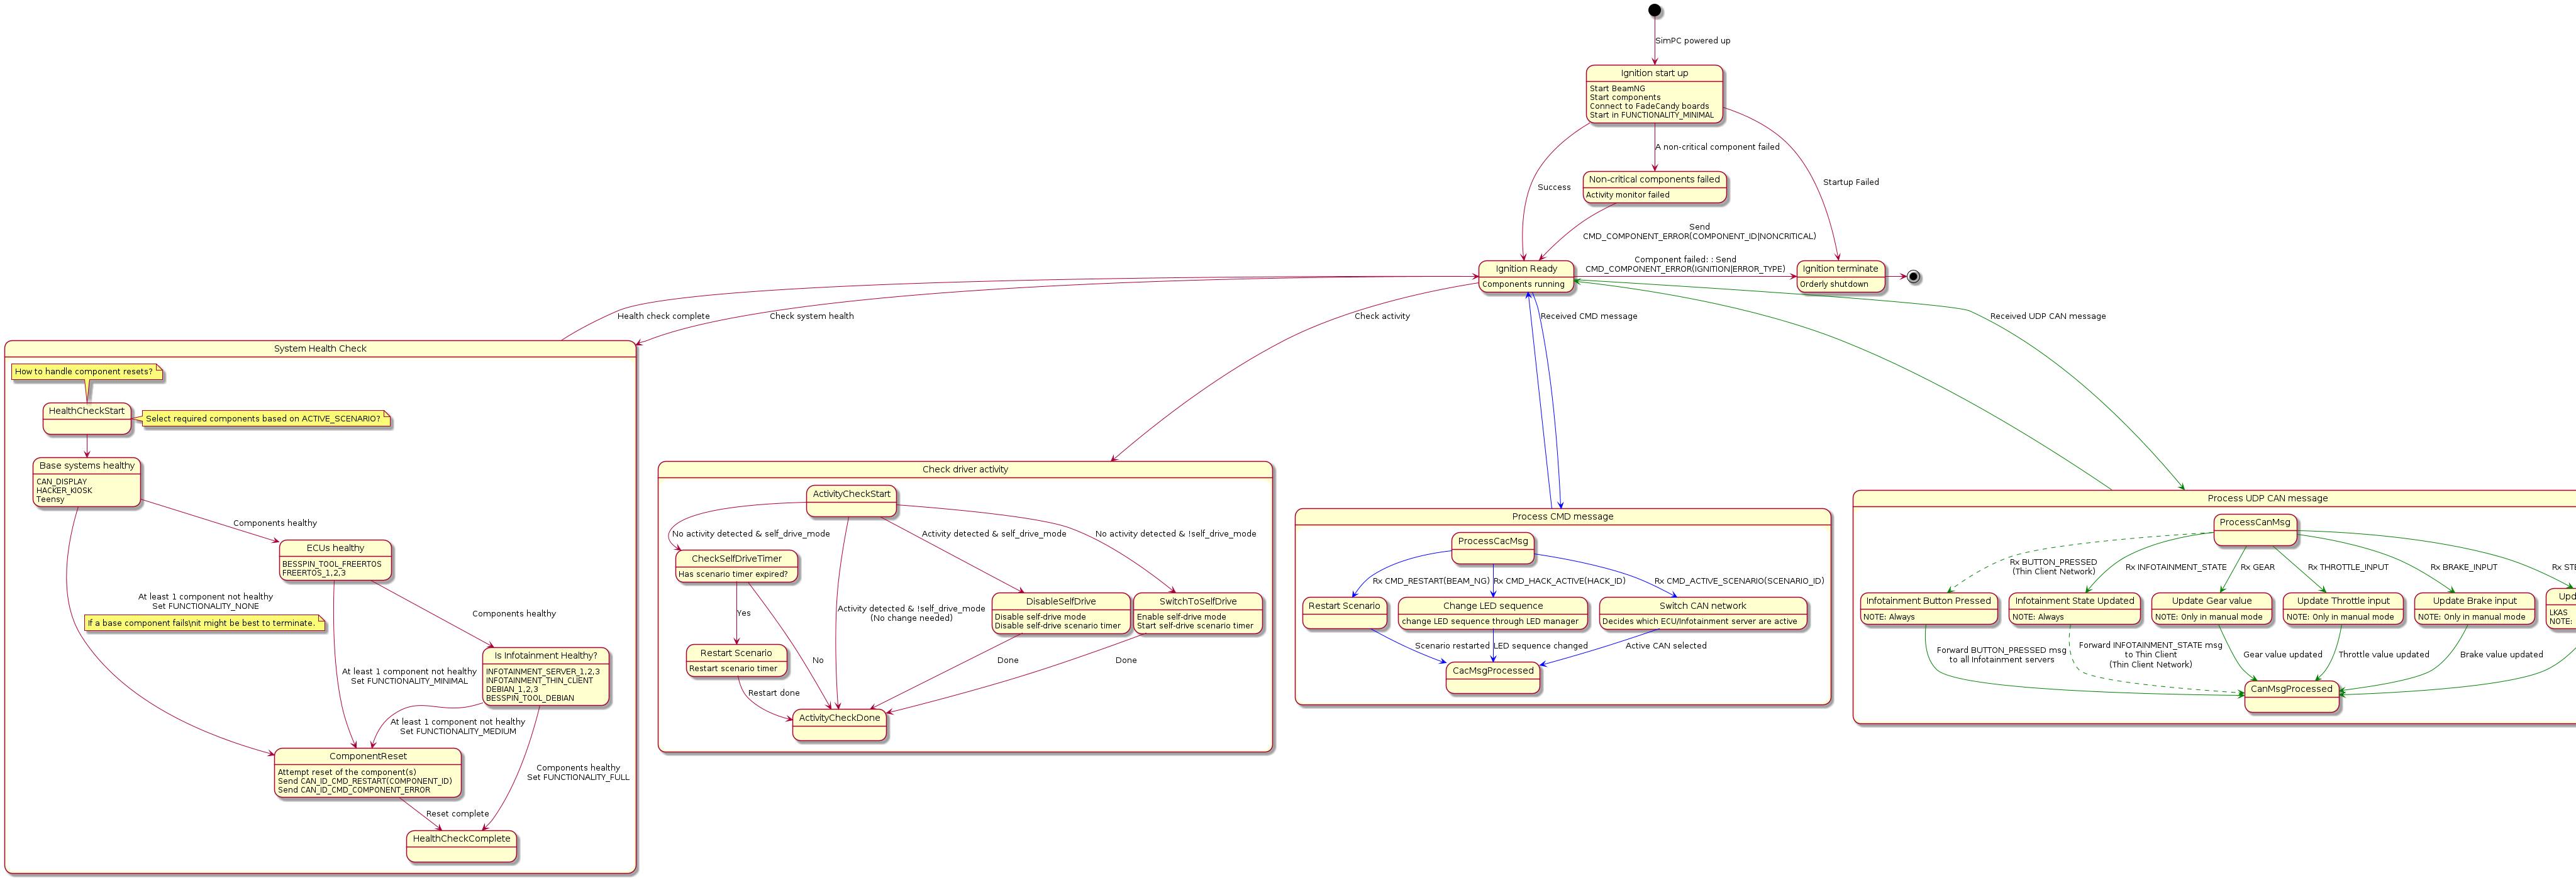 SimPC powered up
Ignition start up
Start BeamNG
Start components
Connect to FadeCandy boards
Start in FUNCTIONALITY_MINIMAL
A non-critical component failed
Success
Startup Failed
Non-critical components failed
Activity monitor failed
Send
CMD_COMPONENT_ERROR(COMPONENT_ID|NONCRITICAL)
Component failed: : Send
CMD_COMPONENT_ERROR(IGNITION|ERROR_TYPE)
Ignition Ready
Components running
Ignition terminate
Orderly shutdown
Health check complete
Check system health
Check activity
Received CMD message
Received UDP CAN message
System Health Check
How to handle component resets?
HealthCheckStart
Select required components based on ACTIVE_SCENARIO?
Base systems healthy
CAN_DISPLAY
HACKER_KIOSK
Teensy
Components healthy
ECUs healthy
BESSPIN_TOOL_FREERTOS
FREERTOS_1,2,3
At least 1 component not healthy
Set FUNCTIONALITY_NONE
If a base component fails\nit might be best to terminate.
Components healthy
Is Infotainment Healthy?
INFOTAINMENT_SERVER_1,2,3
INFOTAINMENT_THIN_CLIENT
DEBIAN_1,2,3
BESSPIN_TOOL_DEBIAN
At least 1 component not healthy
Set FUNCTIONALITY_MINIMAL
At least 1 component not healthy
Set FUNCTIONALITY_MEDIUM
ComponentReset
Attempt reset of the component(s)
Send CAN_ID_CMD_RESTART(COMPONENT_ID)
Send CAN_ID_CMD_COMPONENT_ERROR
Components healthy
Set FUNCTIONALITY_FULL
Reset complete
HealthCheckComplete
Check driver activity
ActivityCheckStart
No activity detected & self_drive_mode
Activity detected & self_drive_mode
No activity detected & !self_drive_mode
CheckSelfDriveTimer
Has scenario timer expired?
Yes
Activity detected & !self_drive_mode
(No change needed)
DisableSelfDrive
Disable self-drive mode
Disable self-drive scenario timer
SwitchToSelfDrive
Enable self-drive mode
Start self-drive scenario timer
Restart Scenario
Restart scenario timer
No
Done
Done
Restart done
ActivityCheckDone
Process CMD message
ProcessCacMsg
Rx CMD_RESTART(BEAM_NG)
Rx CMD_HACK_ACTIVE(HACK_ID)
Rx CMD_ACTIVE_SCENARIO(SCENARIO_ID)
Restart Scenario
Change LED sequence
change LED sequence through LED manager
Switch CAN network
Decides which ECU/Infotainment server are active
Scenario restarted
LED sequence changed
Active CAN selected
CacMsgProcessed
Process UDP CAN message
ProcessCanMsg
Rx BUTTON_PRESSED
(Thin Client Network)
Rx INFOTAINMENT_STATE
Rx GEAR
Rx THROTTLE_INPUT
Rx BRAKE_INPUT
Rx STE
Infotainment Button Pressed
NOTE: Always
Infotainment State Updated
NOTE: Always
Update Gear value
NOTE: Only in manual mode
Update Throttle input
NOTE: Only in manual mode
Update Brake input
NOTE: Only in manual mode
Upd
LKAS
NOTE:
Forward BUTTON_PRESSED msg
to all Infotainment servers
Forward INFOTAINMENT_STATE msg
to Thin Client
(Thin Client Network)
Gear value updated
Throttle value updated
Brake value updated
CanMsgProcessed